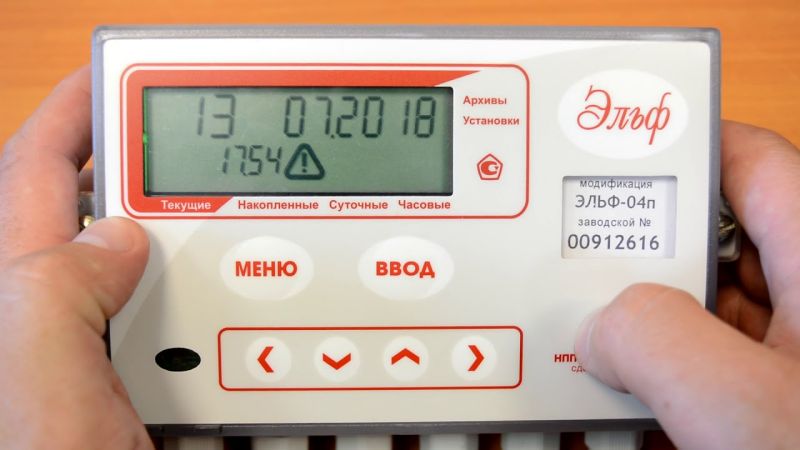 13 07.2018
17.54
Архивы
Установки
Текущие Накопленные Суточные Часовые
Эльф
модификация
ЭЛЬФ-04п
заводской №
00912616
МЕНЮ ВВОД